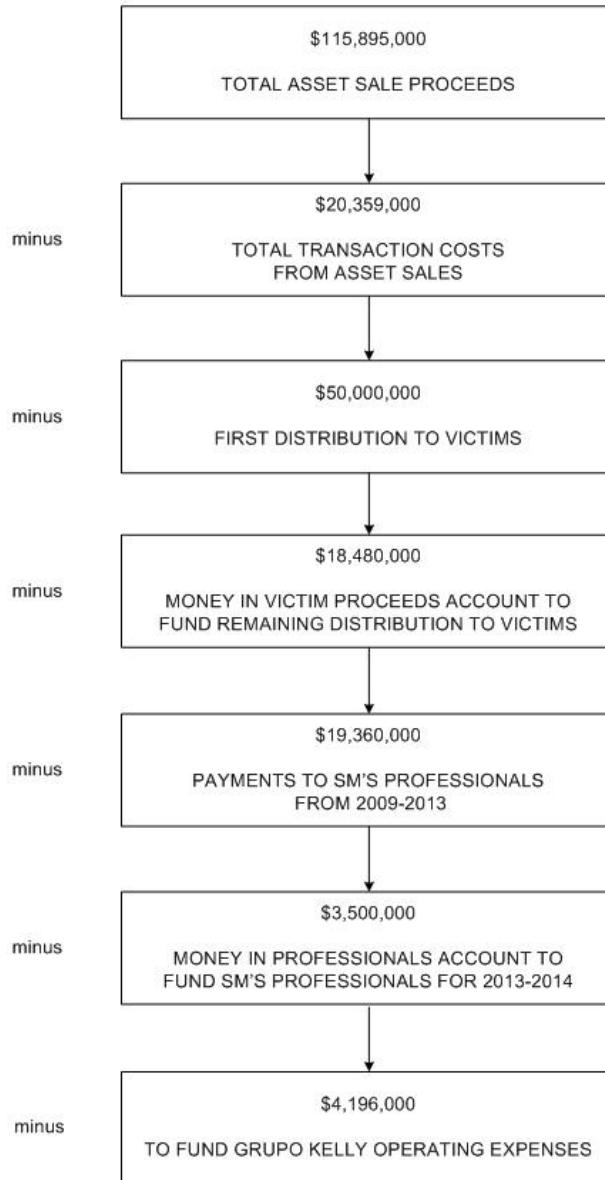 $115,895,000
TOTAL ASSET SALE PROCEEDS
minus
$20,359,000
TOTAL TRANSACTION COSTS
FROM ASSET SALES
minus
$50,000,000
FIRST DISTRIBUTION TO VICTIMS
minus
$18,480,000
MONEY IN VICTIM PROCEEDS ACCOUNT TO
FUND REMAINING DISTRIBUTION TO VICTIMS
minus
$19,360,000
PAYMENTS TO SM'S PROFESSIONALS
FROM 2009-2013
minus
$3,500,000
MONEY IN PROFESSIONALS ACCOUNT TO
FUND SM'S PROFESSIONALS FOR 2013-2014
minus
$4,196,000
TO FUND GRUPO KELLY OPERATING EXPENSES